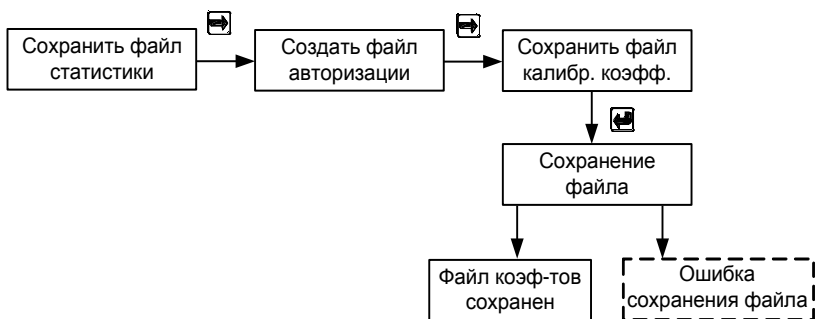 Сохранить файл
статистики
Создать файл
авторизации
Сохранить файл
калибр. коэфф.
Сохранение
файла
Файл коэф-тов
сохранен
Ошибка
сохранения файла